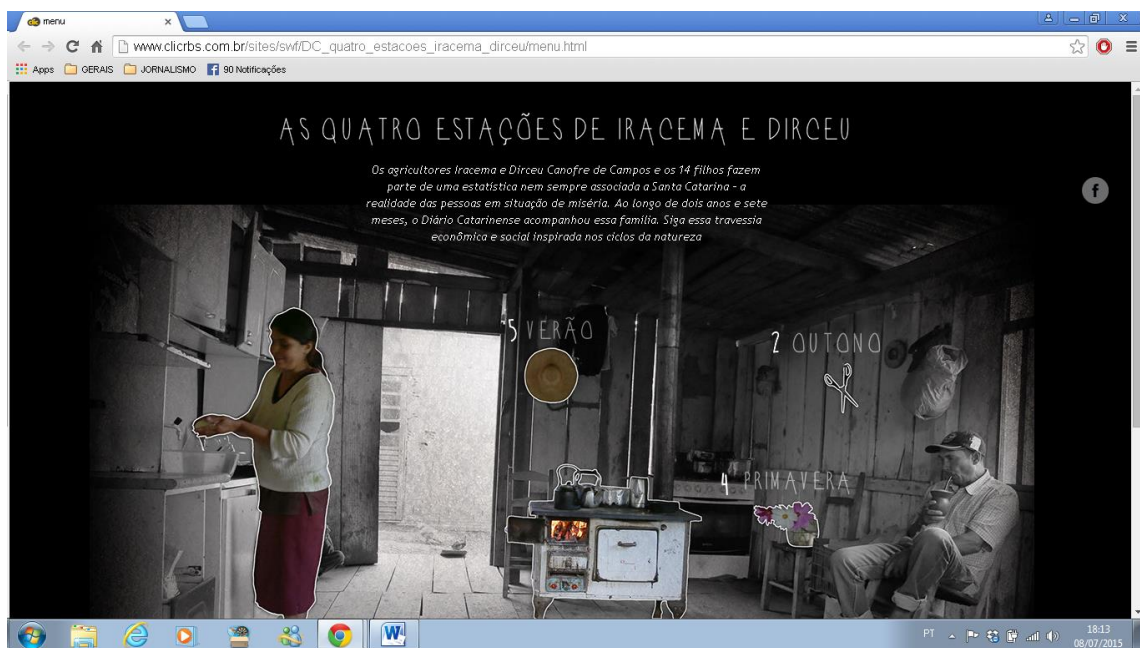 menu
www.clicrbs.com.br/sites/swf/DC_quatro_estacoes_iracema_dirceu/menu.html
Apps GERAIS JORNALISMO 90 Notificações
AS QUATRO ESTAÇÕES DE IRACEMA E DIRCEU
Os agricultores Iracema e Dirceu Canofre de Campos e os 14 filhos fazem
parte de uma estatística nem sempre associada a Santa Catarina - a
realidade das pessoas em situação de miséria. Ao longo de dois anos e sete
meses, o Diário Catarinense acompanhou essa família. Siga essa travessia
econômica e social inspirada nos ciclos da natureza
f
5 VERÃO
2 OUTONO
4 PRIMAVERA
PT
18:13
08/07/2015